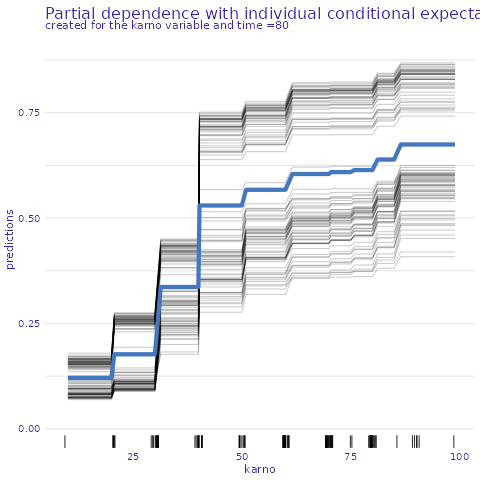 Partial dependence with individual conditional expecta
created for the karno variable and time =80
predictions
0.75
0.50
0.25
0.00
25
50
75
100
karno